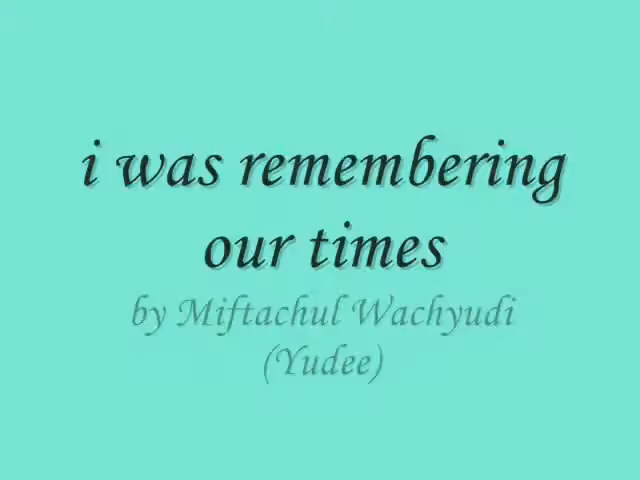 i was remembering
our times
by Miftachul Wachyudi
(Yudee)